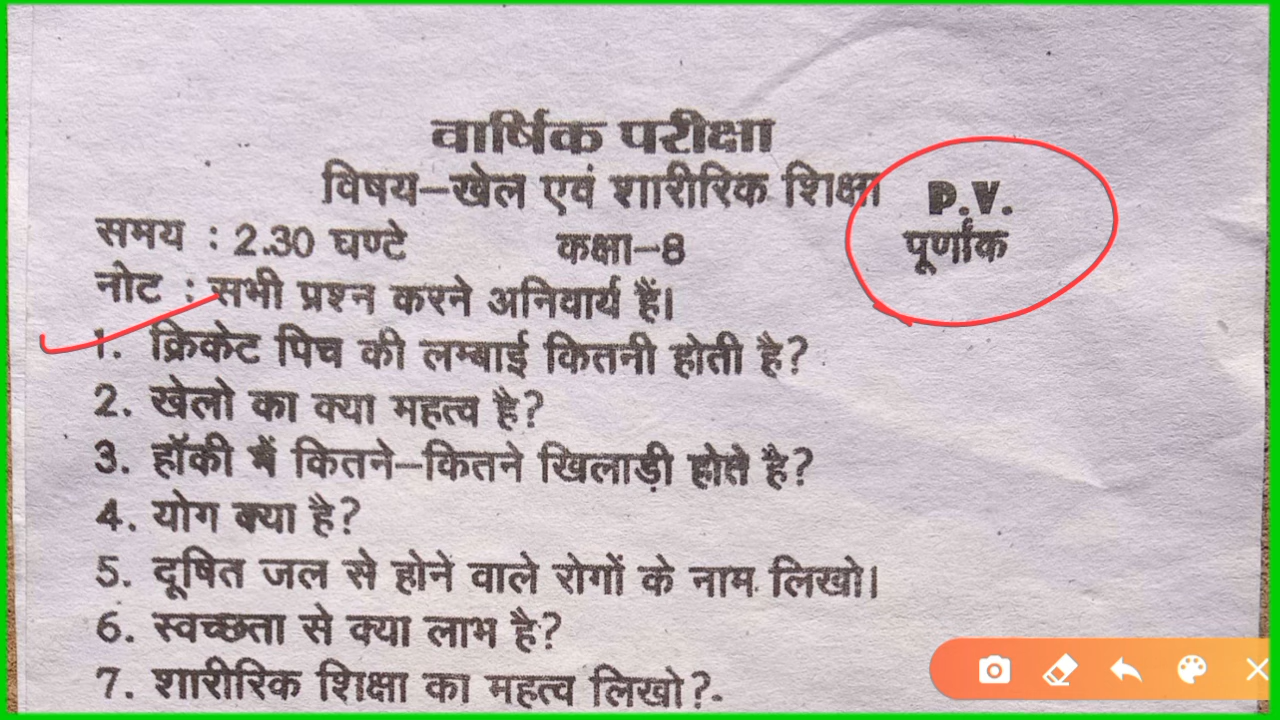 वार्षिक परीक्षा
विषय–खेल एवं शारीरिक शिक्षा P.V.
समय : 2.30 घण्टे कक्षा–8 पूर्णांक
नोट : सभी प्रश्न करने अनिवार्य हैं।
1. क्रिकेट पिच की लम्बाई कितनी होती है?
2. खेलो का क्या महत्व है?
3. हॉकी में कितने–कितने खिलाड़ी होते है?
4. योग क्या है?
5. दूषित जल से होने वाले रोगों के नाम लिखो।
6. स्वच्छता से क्या लाभ है?
7. शारीरिक शिक्षा का महत्व लिखो?.